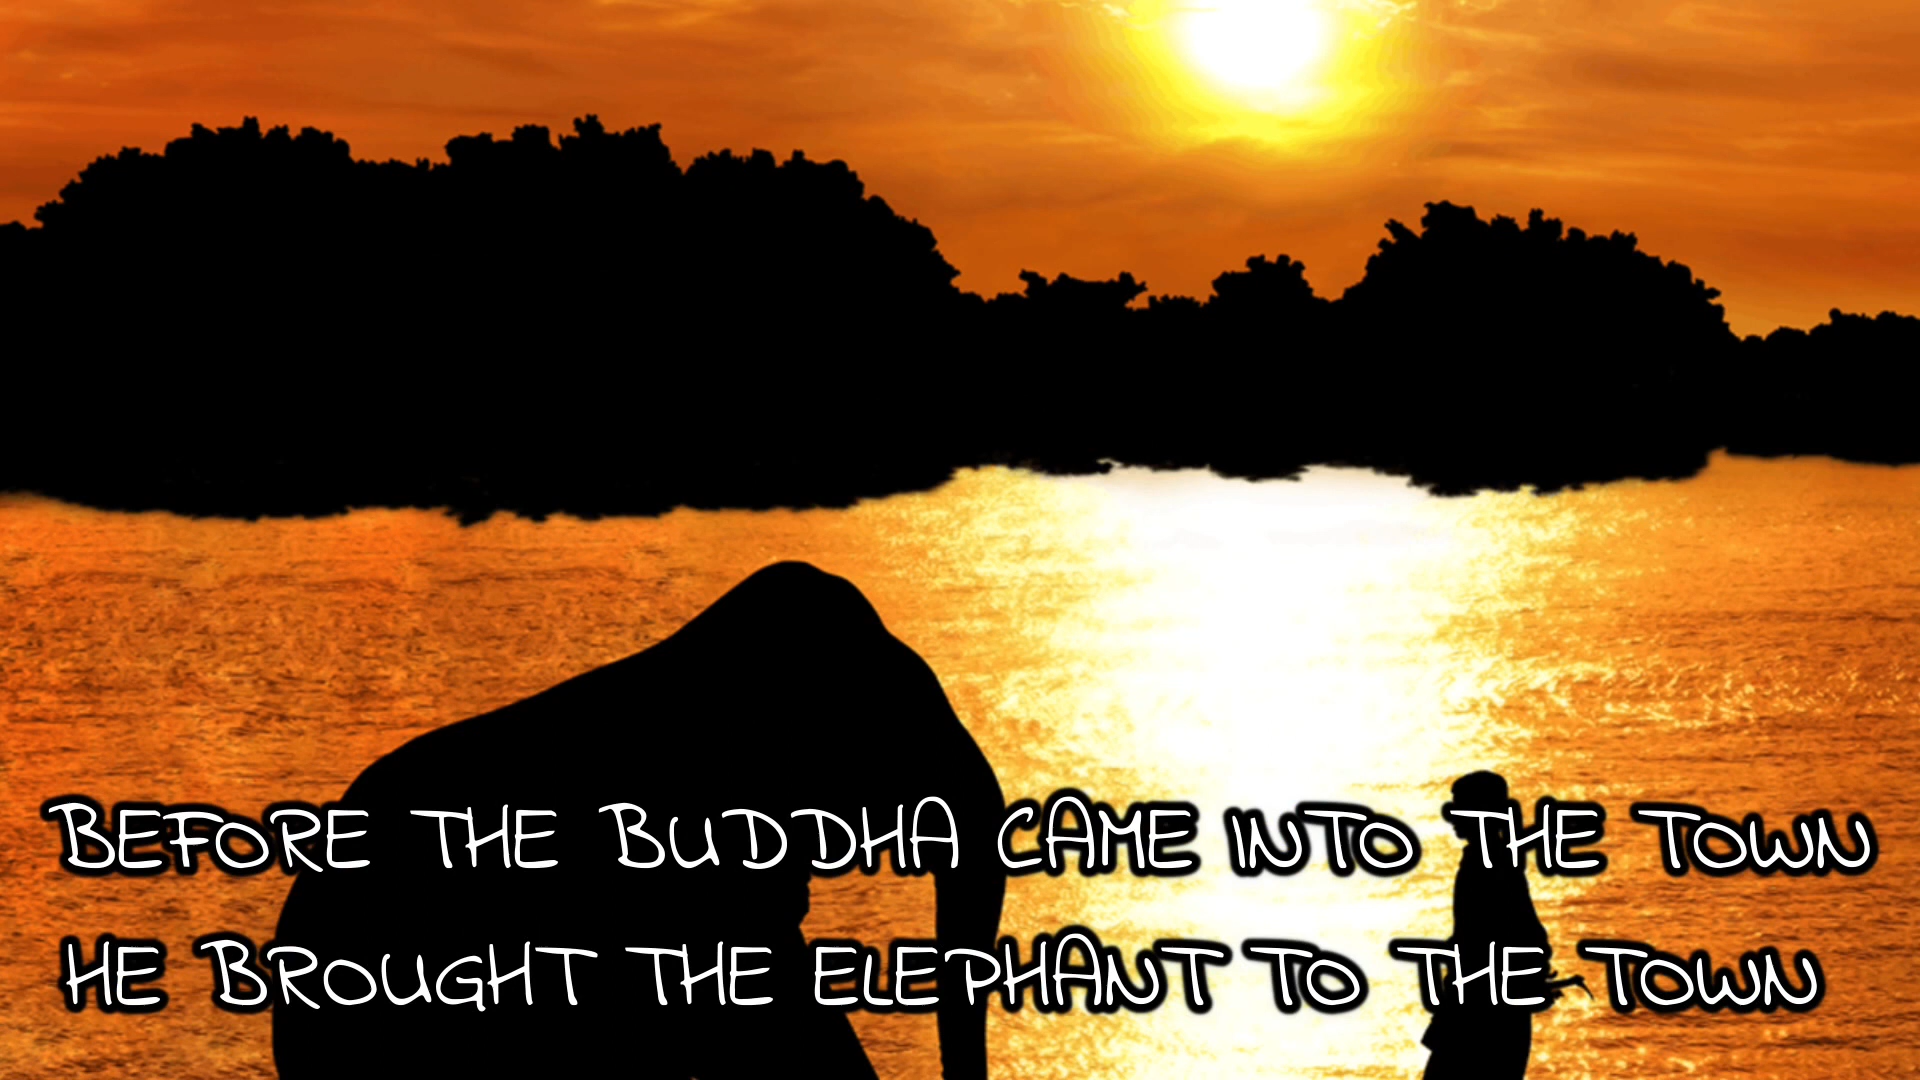 BEFORE THE BUDDHA CAME INTO THE TOWN
HE BROUGHT THE ELEPHANT TO THE TOWN